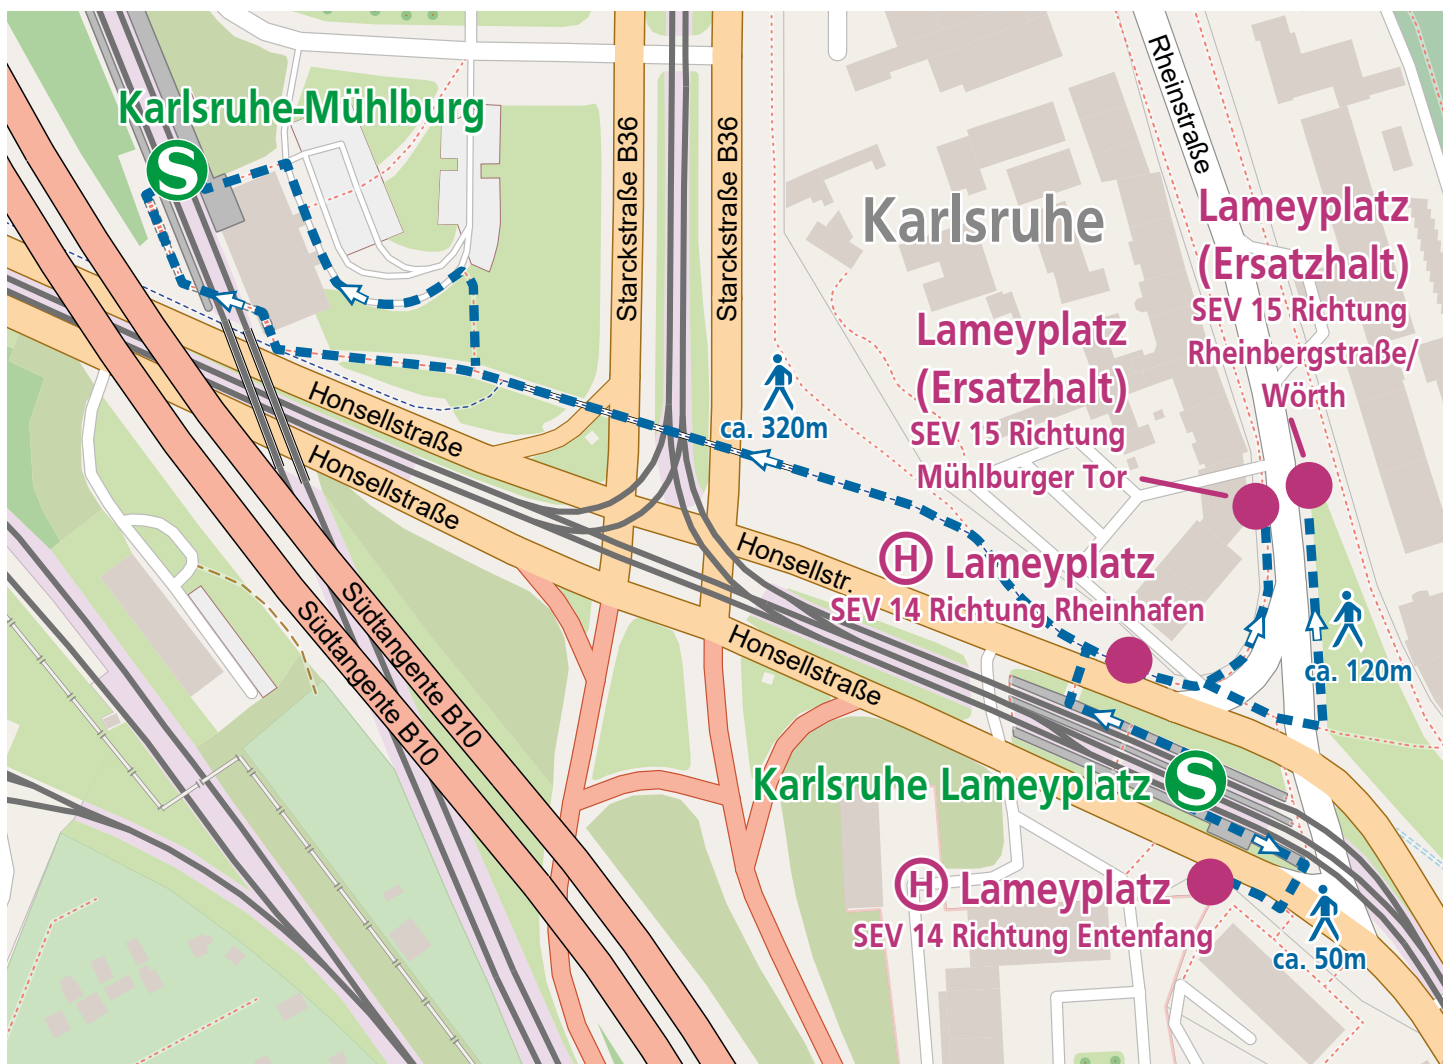 Karlsruhe-Mühlburg
S
Starckstraße B36
Starckstraße B36
Rheinstraße
Karlsruhe
Lameyplatz
(Ersatzhalt)
SEV 15 Richtung
Rheinbergstraße/
Wörth
Lameyplatz
(Ersatzhalt)
SEV 15 Richtung
Mühlburger Tor
ca. 320m
Honsellstraße
Honsellstraße
Honsellstr.
H Lameyplatz
SEV 14 Richtung Rheinhafen
Honsellstraße
ca. 120m
Südtangente B10
Südtangente B10
Karlsruhe Lameyplatz S
H Lameyplatz
SEV 14 Richtung Entenfang
ca. 50m